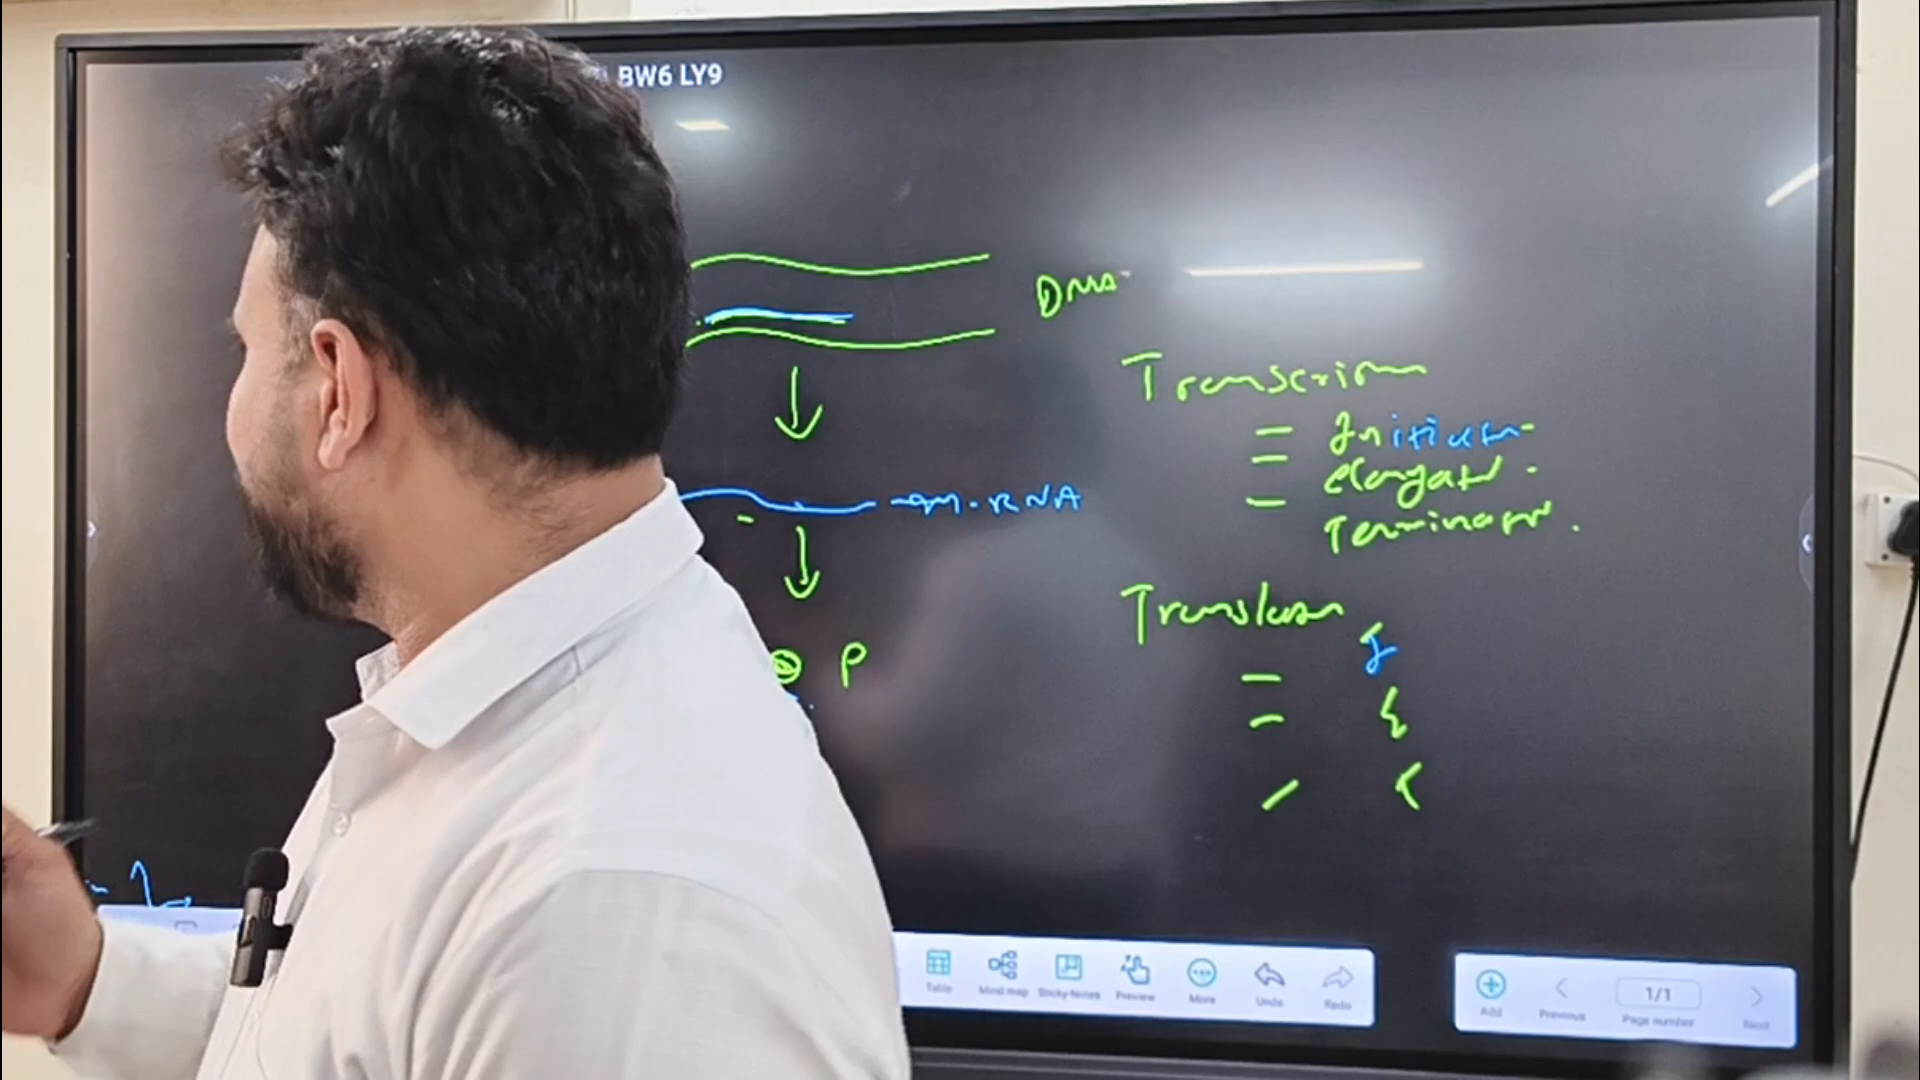 BW6 LY9
DNA
Transcription
= Initiation
- elongation
Termination.
m.RNA
Translation
- I
- E
- T
P
Table
Mind map
Sticky-Notes
Preview
More
Undo
Redo
Add
Previous
1/1
Page number
Next